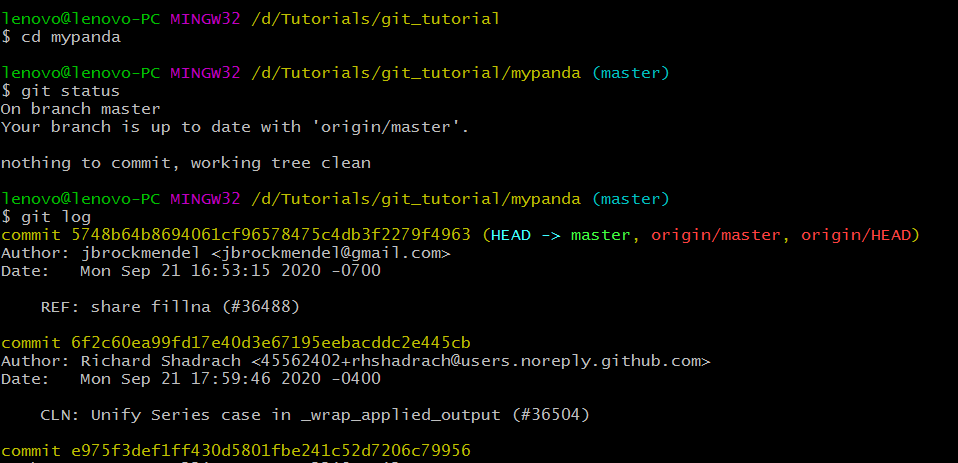 lenovo@lenovo-PC MINGW32 /d/Tutorials/git_tutorial
$ cd mypanda
lenovo@lenovo-PC MINGW32 /d/Tutorials/git_tutorial/mypanda (master)
$ git status
On branch master
Your branch is up to date with 'origin/master'.
nothing to commit, working tree clean
lenovo@lenovo-PC MINGW32 /d/Tutorials/git_tutorial/mypanda (master)
$ git log
commit 5748b64b8694061cf96578475c4db3f2279f4963 (HEAD -> master, origin/master, origin/HEAD)
Author: jbrockmendel <jbrockmendel@gmail.com>
Date:   Mon Sep 21 16:53:15 2020 -0700
    REF: share fillna (#36488)
commit 6f2c60ea99fd17e40d3e67195eebacddc2e445cb
Author: Richard Shadrach <45562402+rhshadrach@users.noreply.github.com>
Date:   Mon Sep 21 17:59:46 2020 -0400
    CLN: Unify Series case in _wrap_applied_output (#36504)
commit e975f3def1ff430d5801fbe241c52d7206c79956